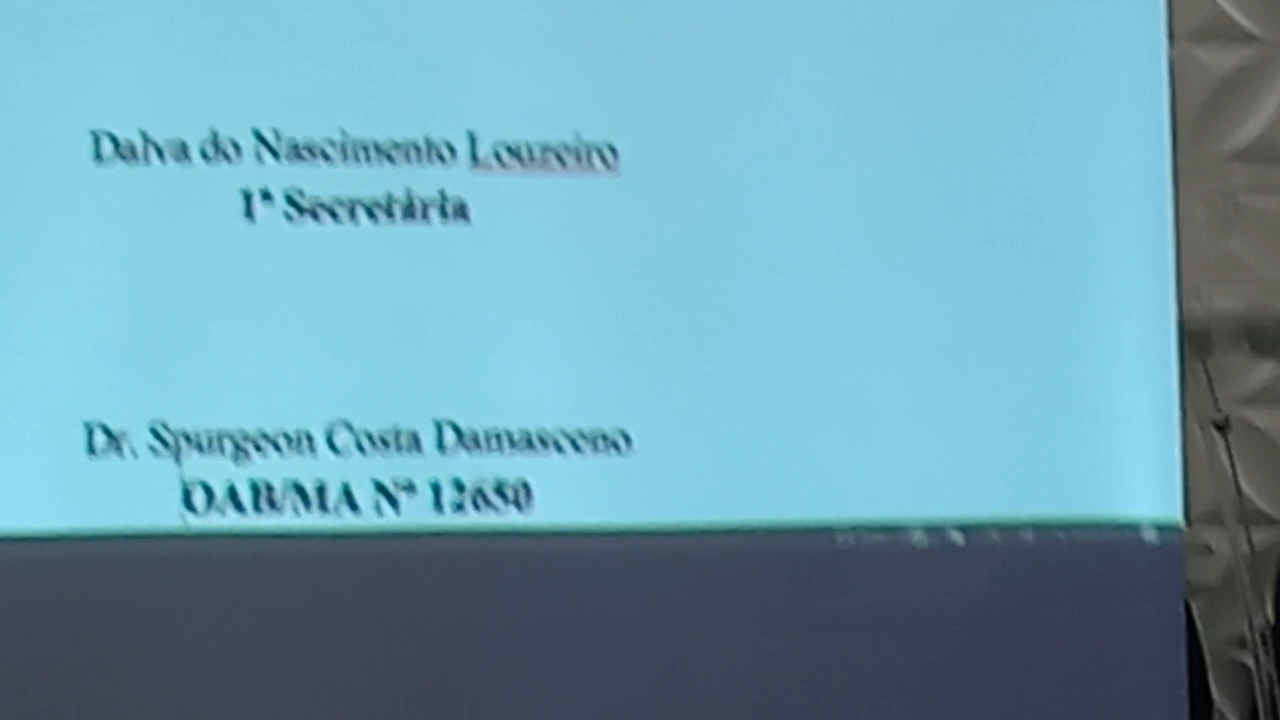 Dalva do Nascimento Louzeiro
1ª Secretária
Dr. Spurgeon Costa Damasceno
OAB/MA Nº 12650